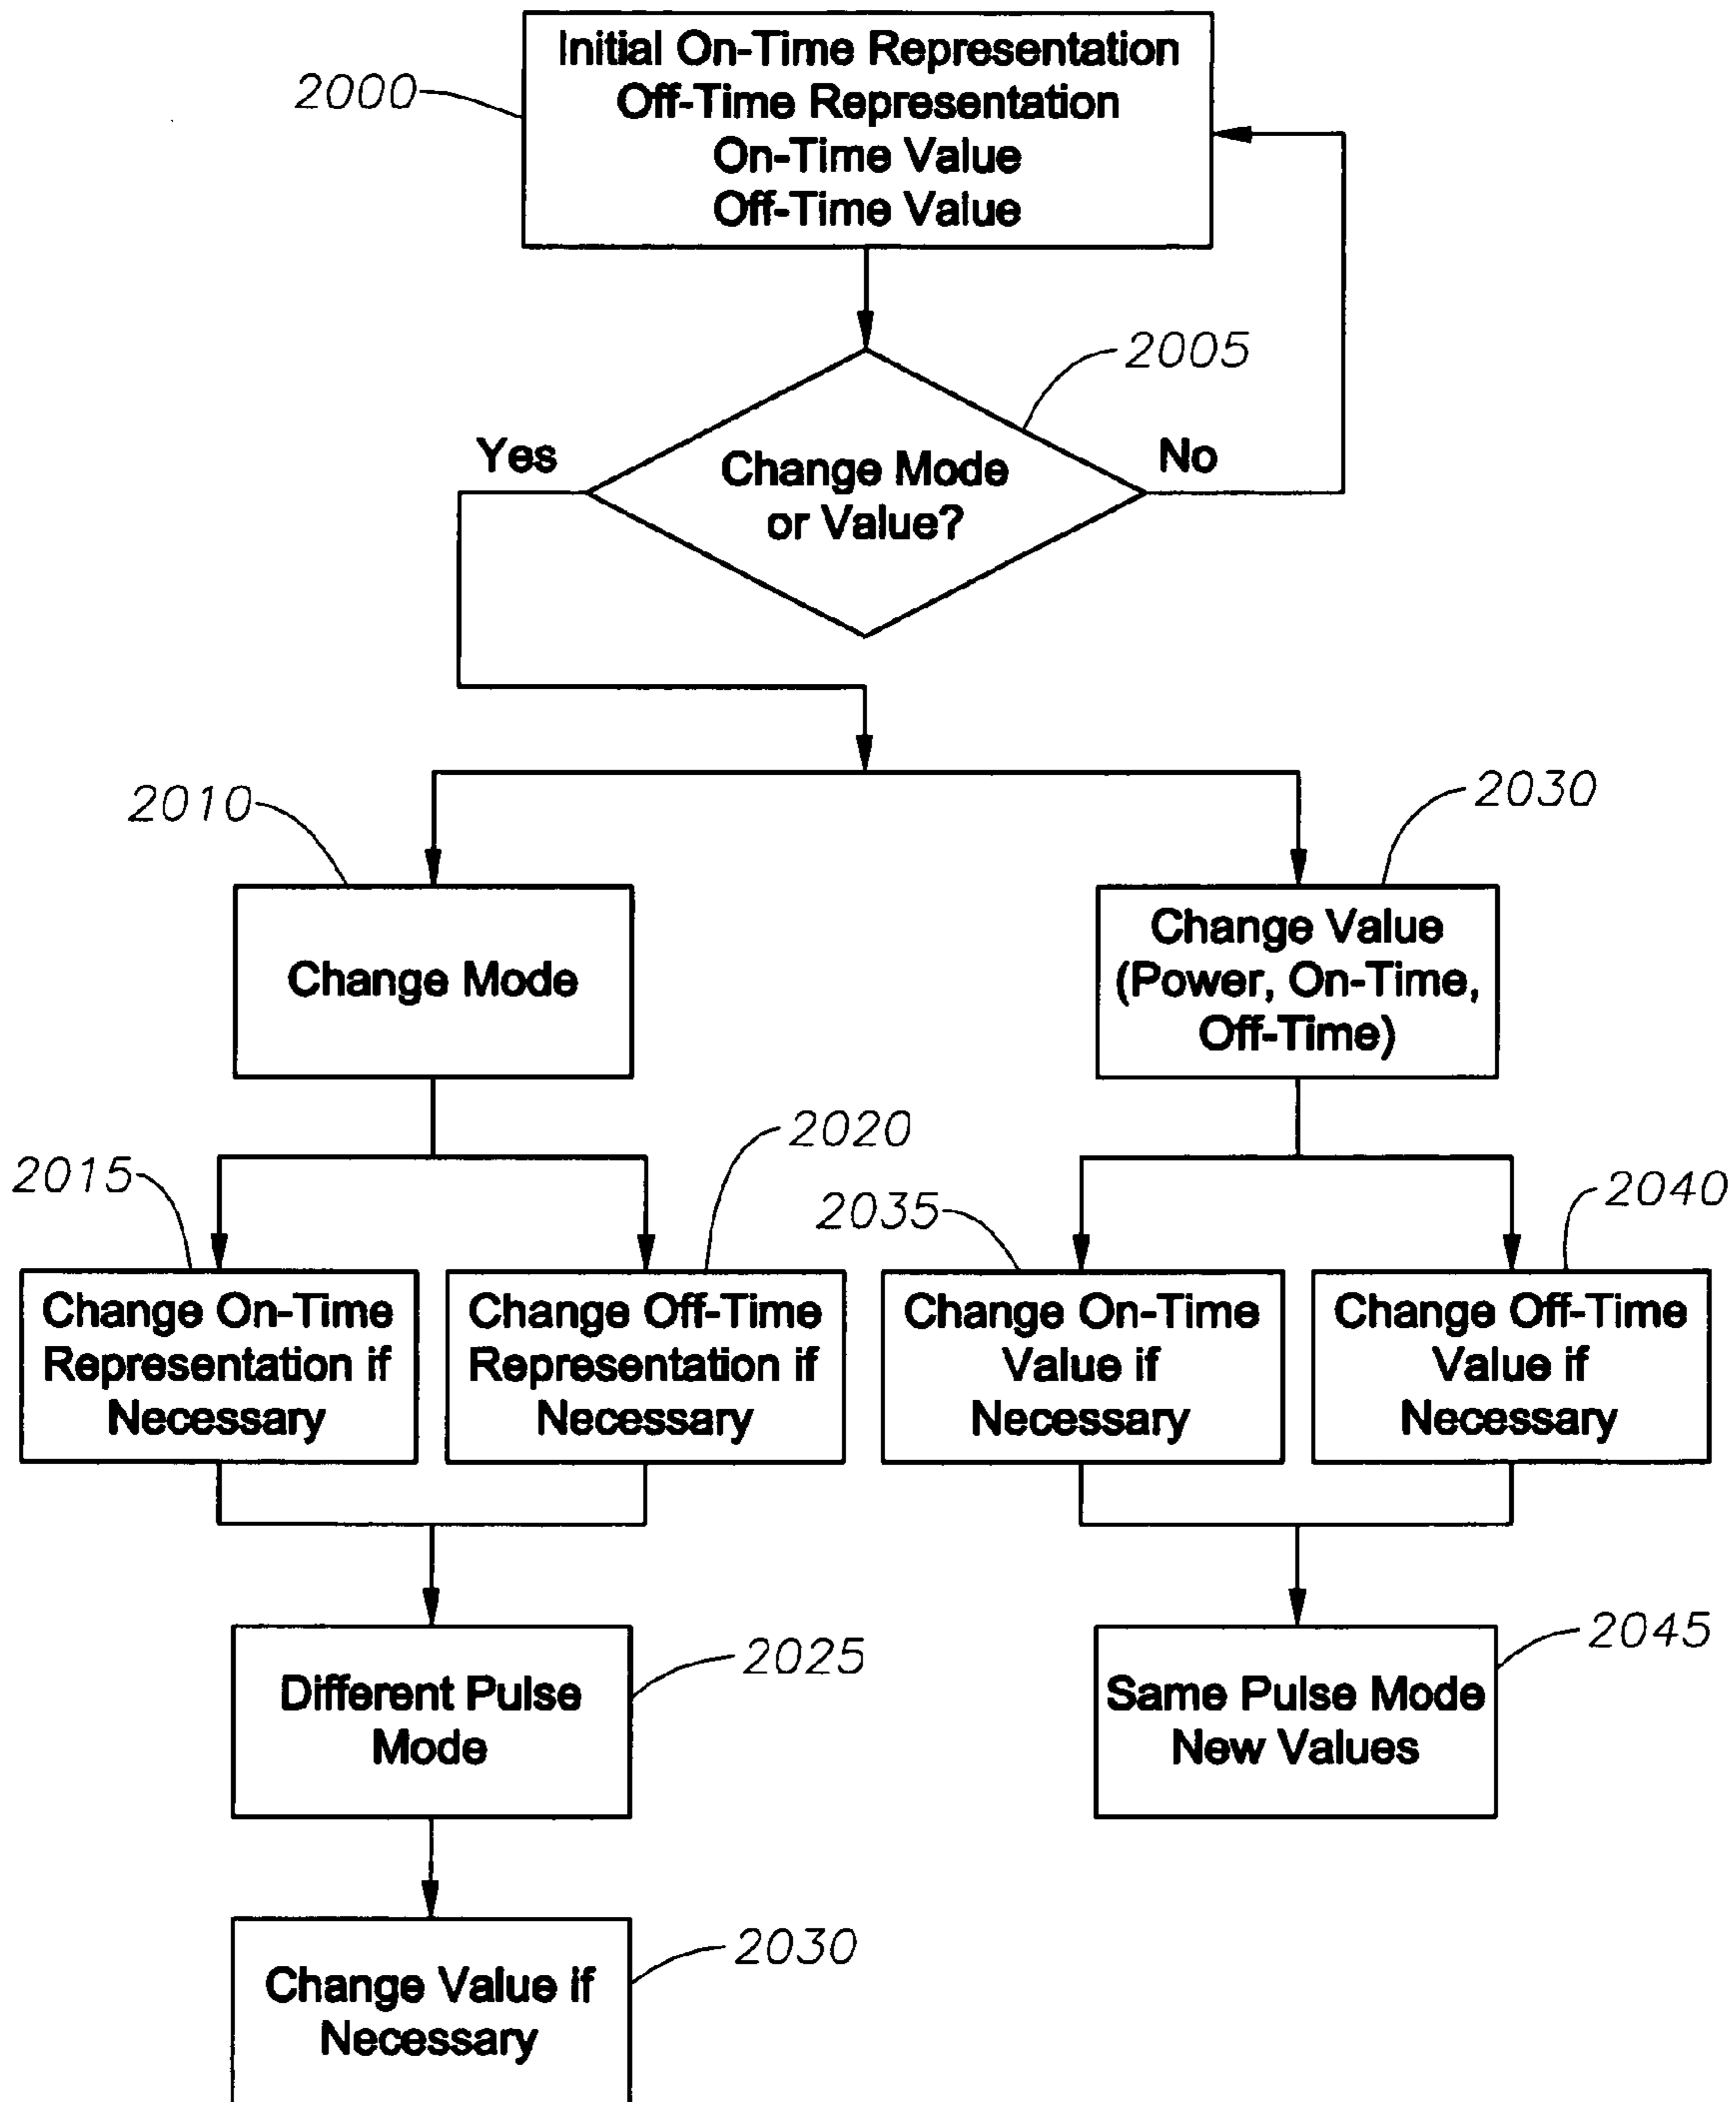 Initial On-Time Representation
Off-Time Representation
On-Time Value
Off-Time Value
2000
2005
Yes
No
Change Mode
or Value?
2010
2030
Change Mode
Change Value
(Power, On-Time,
Off-Time)
2015
2020
2035
2040
Change On-Time
Representation if
Necessary
Change Off-Time
Representation if
Necessary
Change On-Time
Value if
Necessary
Change Off-Time
Value if
Necessary
2025
2045
Different Pulse
Mode
Same Pulse Mode
New Values
2030
Change Value if
Necessary